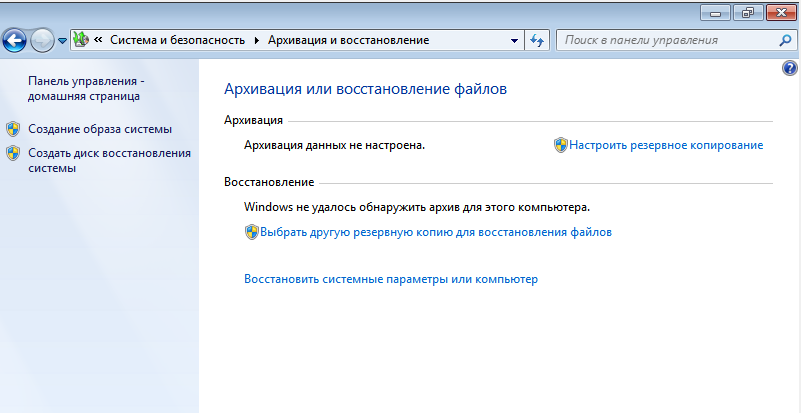 « Система и безопасность ▸ Архивация и восстановление
Поиск в панели управления
Панель управления -
домашняя страница
Создание образа системы
Создать диск восстановления
системы
Архивация или восстановление файлов
Архивация
Архивация данных не настроена.
Настроить резервное копирование
Восстановление
Windows не удалось обнаружить архив для этого компьютера.
Выбрать другую резервную копию для восстановления файлов
Восстановить системные параметры или компьютер